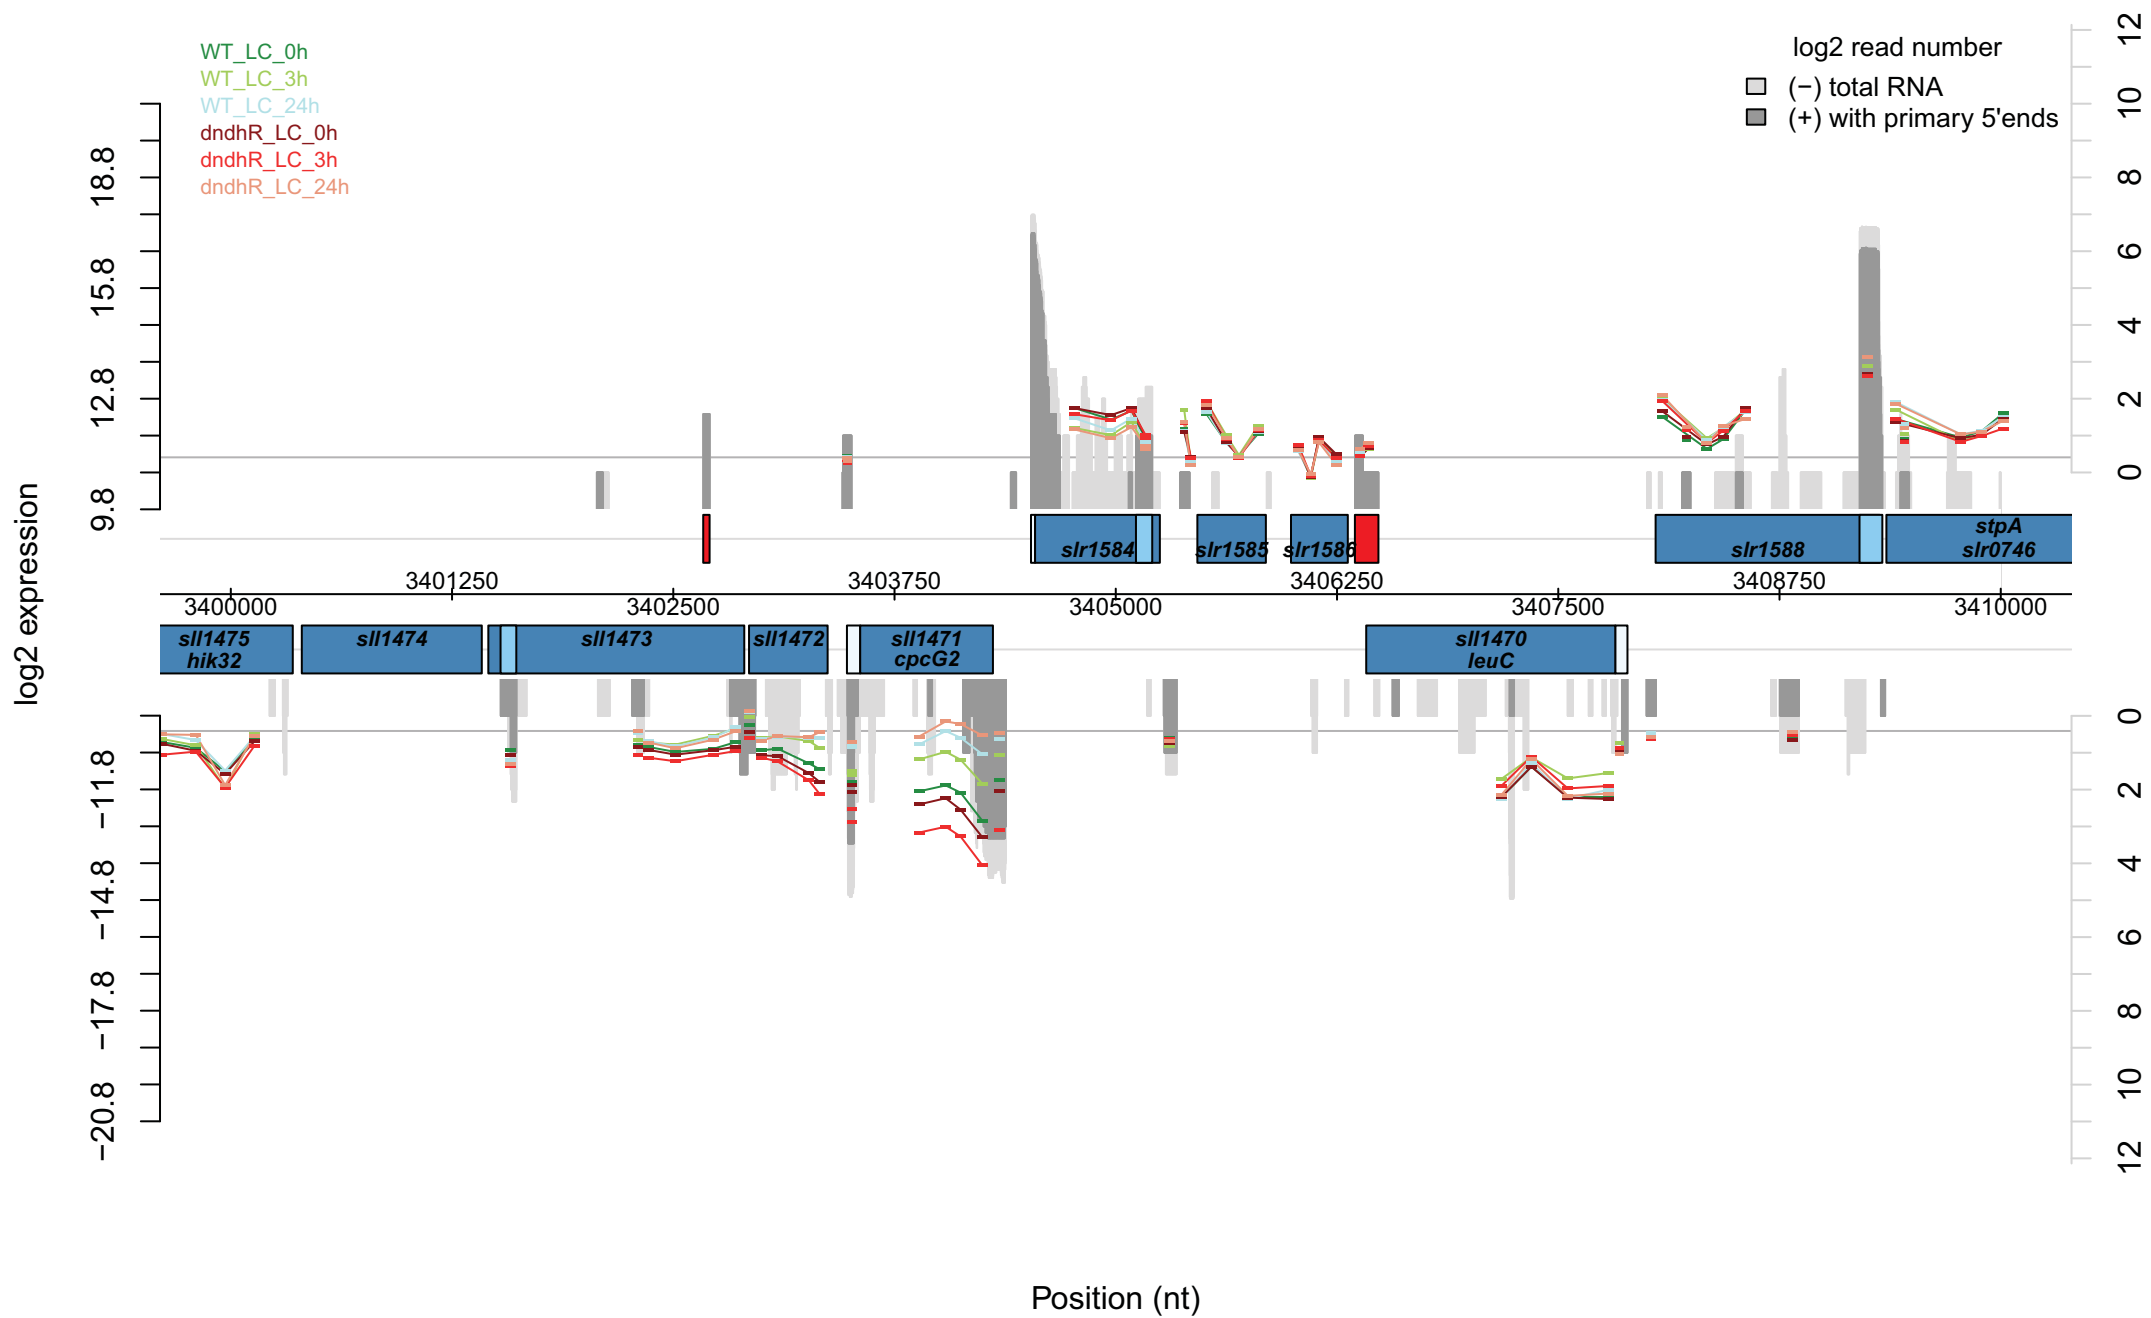 WT_LC_0h
WT_LC_3h
WT_LC_24h
dndhR_LC_0h
dndhR_LC_3h
dndhR_LC_24h
log2 read number
(−) total RNA
(+) with primary 5'ends
log2 expression
18.8
15.8
12.8
9.8
12
10
8
6
4
2
0
slr1584
slr1585
slr1586
slr1588
stpA
slr0746
3401250
3403750
3406250
3408750
3400000
3402500
3405000
3407500
3410000
sll1475
hik32
sll1474
sll1473
sll1472
sll1471
cpcG2
sll1470
leuC
−11.8
−14.8
−17.8
−20.8
0
2
4
6
8
10
12
Position (nt)